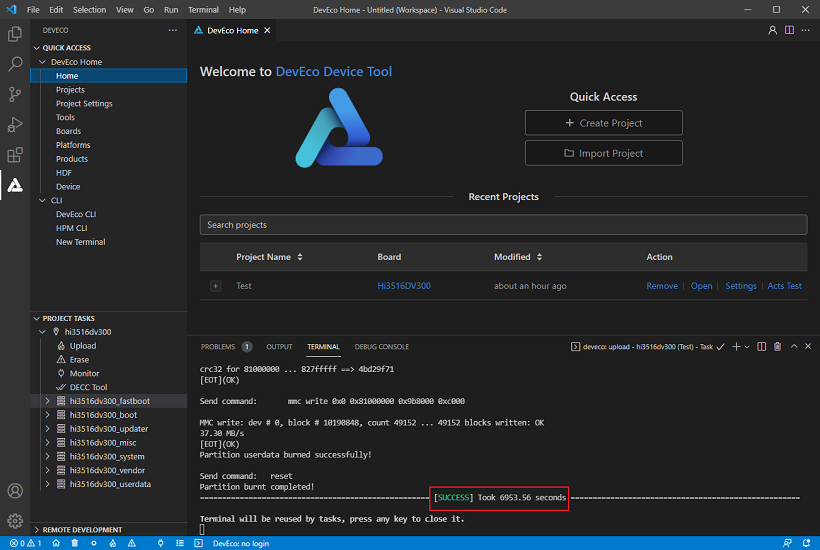 File Edit Selection View Go Run Terminal Help DevEco Home - Untitled (Workspace) - Visual Studio Code
DEVECO
QUICK ACCESS
DevEco Home
Home
Projects
Project Settings
Tools
Boards
Platforms
Products
HDF
Device
CLI
DevEco CLI
HPM CLI
New Terminal
PROJECT TASKS
hi3516dv300
Upload
Erase
Monitor
DECC Tool
hi3516dv300_fastboot
hi3516dv300_boot
hi3516dv300_updater
hi3516dv300_misc
hi3516dv300_system
hi3516dv300_vendor
hi3516dv300_userdata
REMOTE DEVELOPMENT
DevEco Home
Welcome to DevEco Device Tool
Quick Access
Create Project
Import Project
Recent Projects
Search projects
Project Name Board Modified Action
Test Hi3516DV300 about an hour ago Remove Open Settings Acts Test
PROBLEMS 1 OUTPUT TERMINAL DEBUG CONSOLE deveco: upload - hi3516dv300 (Test) - Task
crc32 for 81000000 ... 827fffff ==> 4bd29f71
[EOT](OK)
Send command: mmc write 0x0 0x81000000 0x9b8000 0xc000
MMC write: dev # 0, block # 10190848, count 49152 ... 49152 blocks written: OK
37.30 MB/s
[EOT](OK)
Partition userdata burned successfully!
Send command: reset
Partition burnt completed!
[SUCCESS] Took 6953.56 seconds
Terminal will be reused by tasks, press any key to close it.
0 1 DevEco: no login